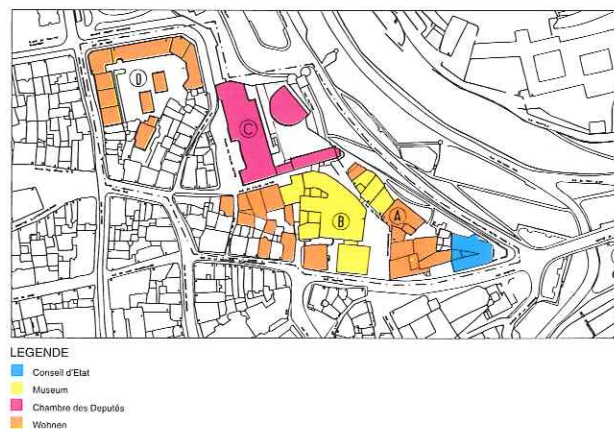 D
C
B
A
LEGENDE
Conseil d'Etat
Museum
Chambre des Deputés
Wohnen